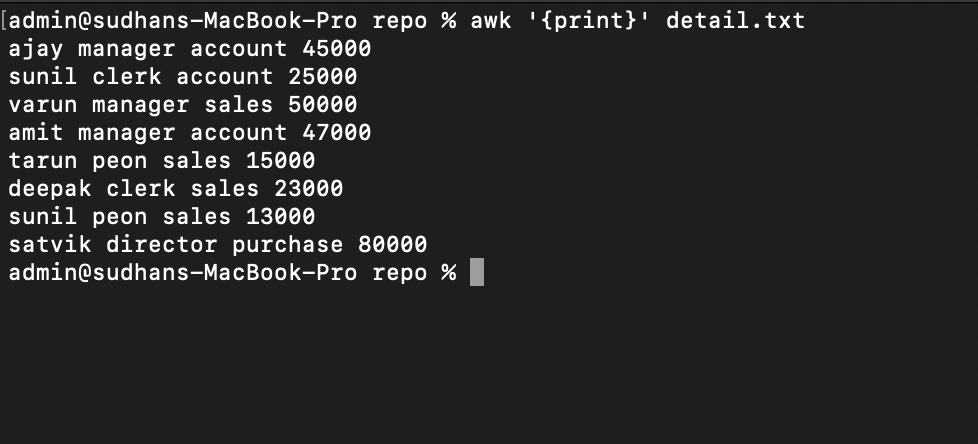 [admin@sudhans-MacBook-Pro repo % awk '{print}' detail.txt
ajay manager account 45000
sunil clerk account 25000
varun manager sales 50000
amit manager account 47000
tarun peon sales 15000
deepak clerk sales 23000
sunil peon sales 13000
satvik director purchase 80000
admin@sudhans-MacBook-Pro repo %